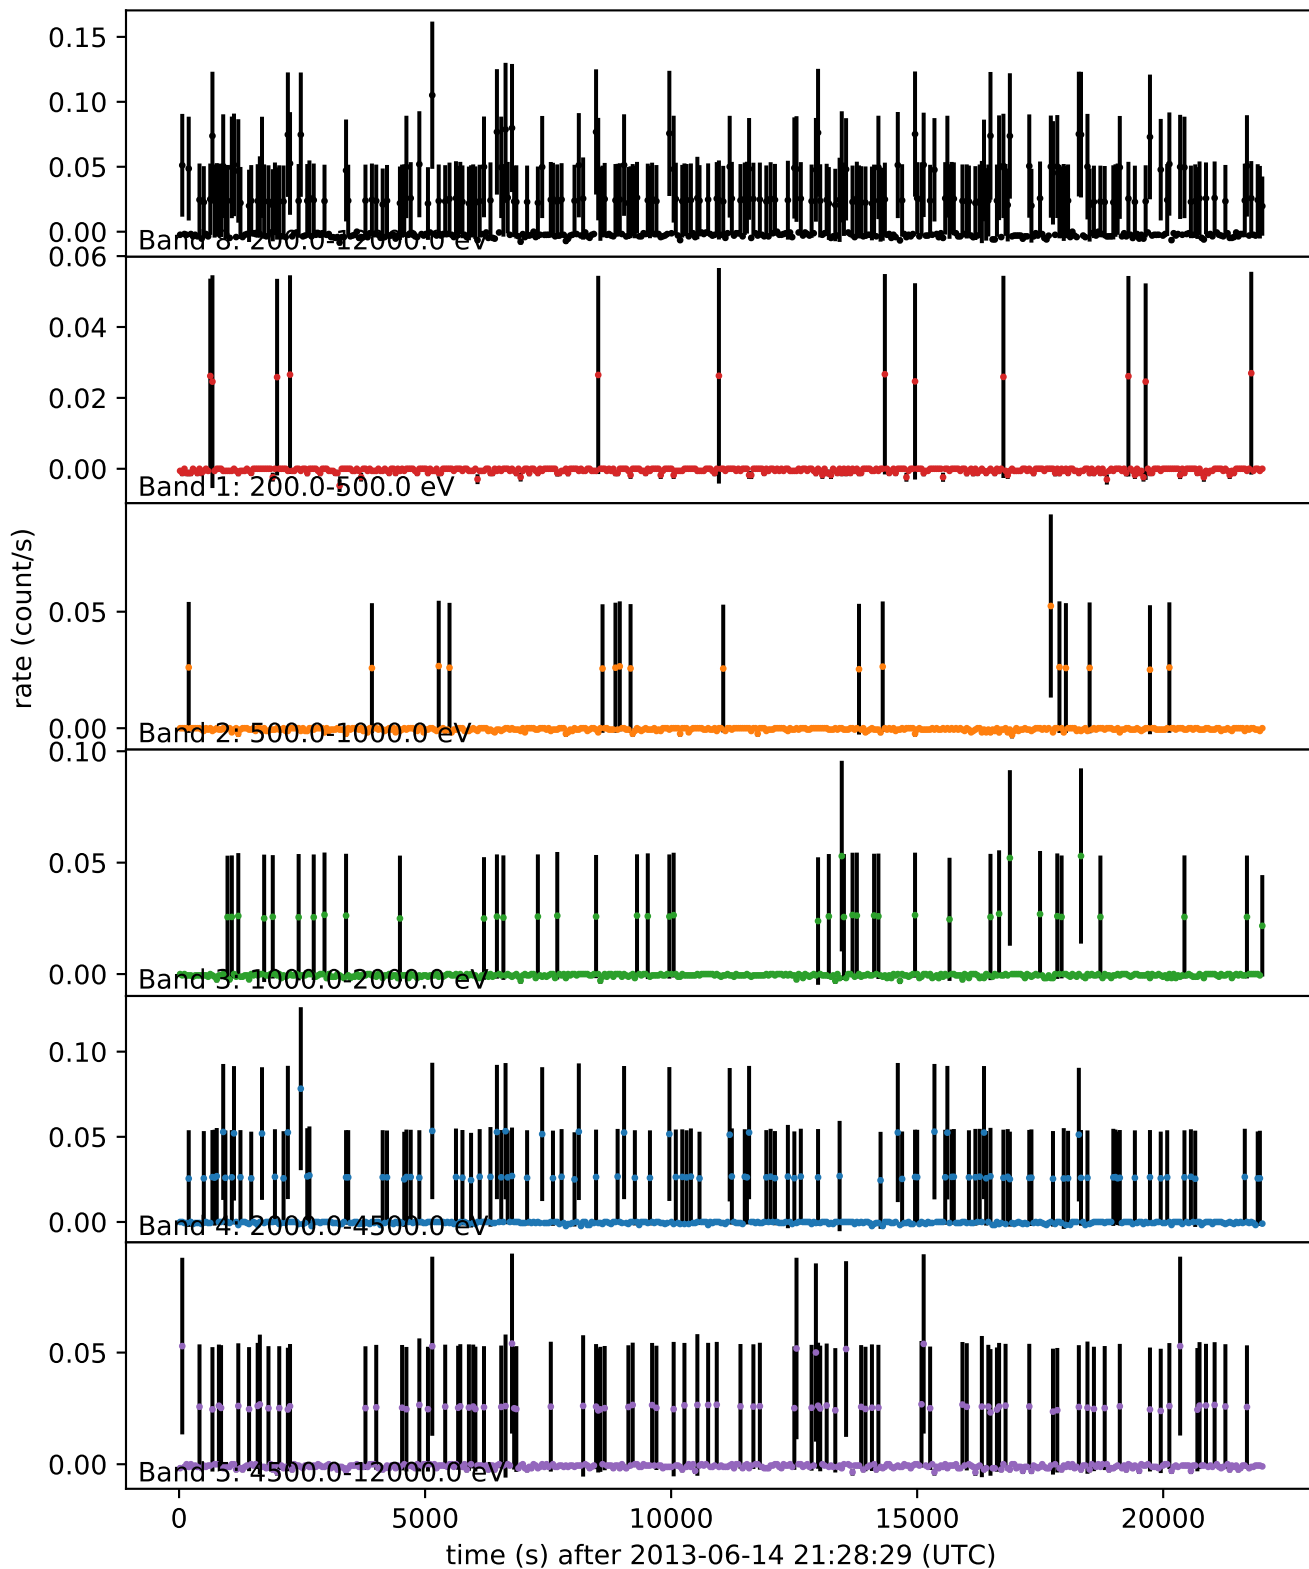 0.15
0.10
0.05
0.00
Band 8: 200.0-12000.0 eV
0.06
0.04
0.02
0.00
Band 1: 200.0-500.0 eV
0.05
0.00
Band 2: 500.0-1000.0 eV
rate (count/s)
0.10
0.05
0.00
Band 3: 1000.0-2000.0 eV
0.10
0.05
0.00
Band 4: 2000.0-4500.0 eV
0.05
0.00
Band 5: 4500.0-12000.0 eV
0 5000 10000 15000 20000
time (s) after 2013-06-14 21:28:29 (UTC)